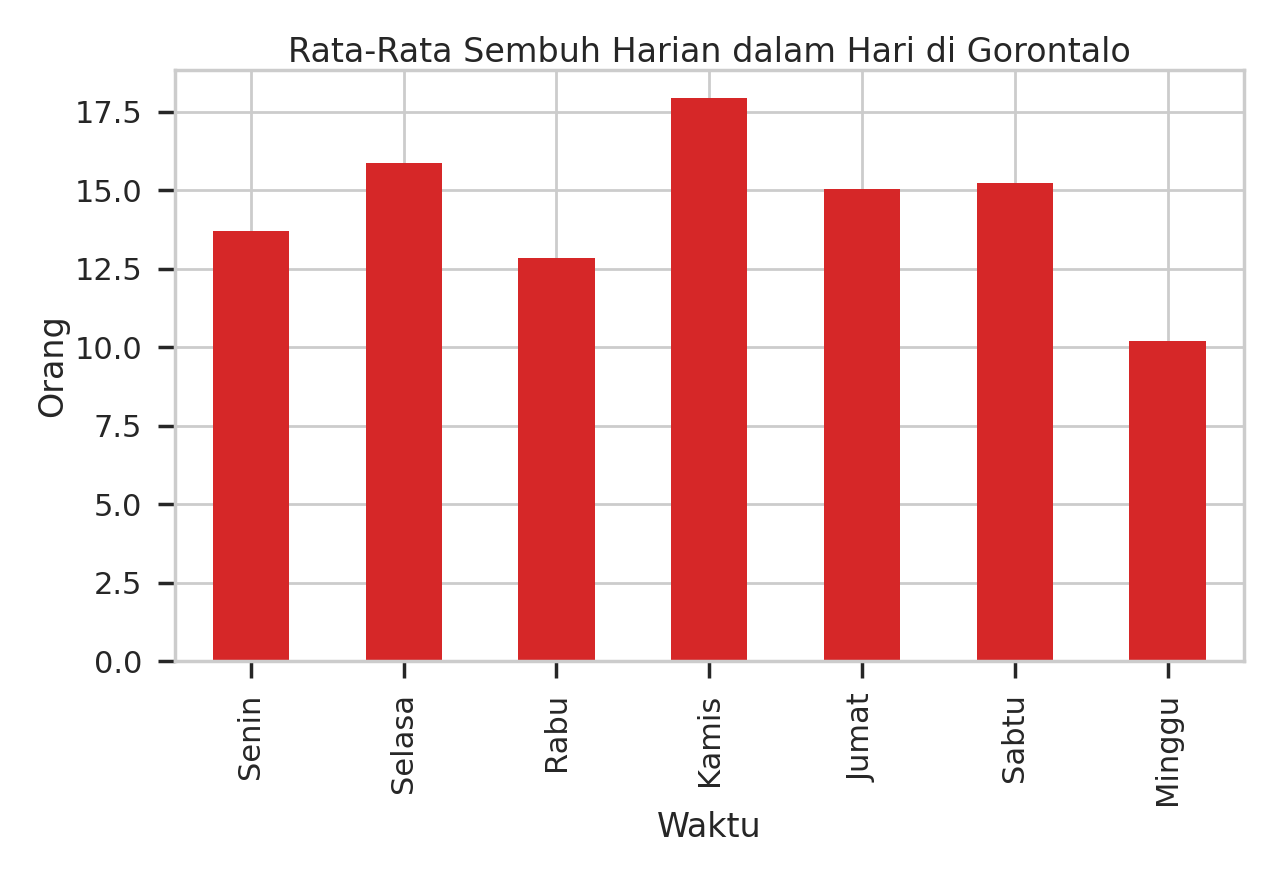 Rata-Rata Sembuh Harian dalam Hari di Gorontalo
Orang
17.5
15.0
12.5
10.0
7.5
5.0
2.5
0.0
Senin
Selasa
Rabu
Kamis
Jumat
Sabtu
Minggu
Waktu